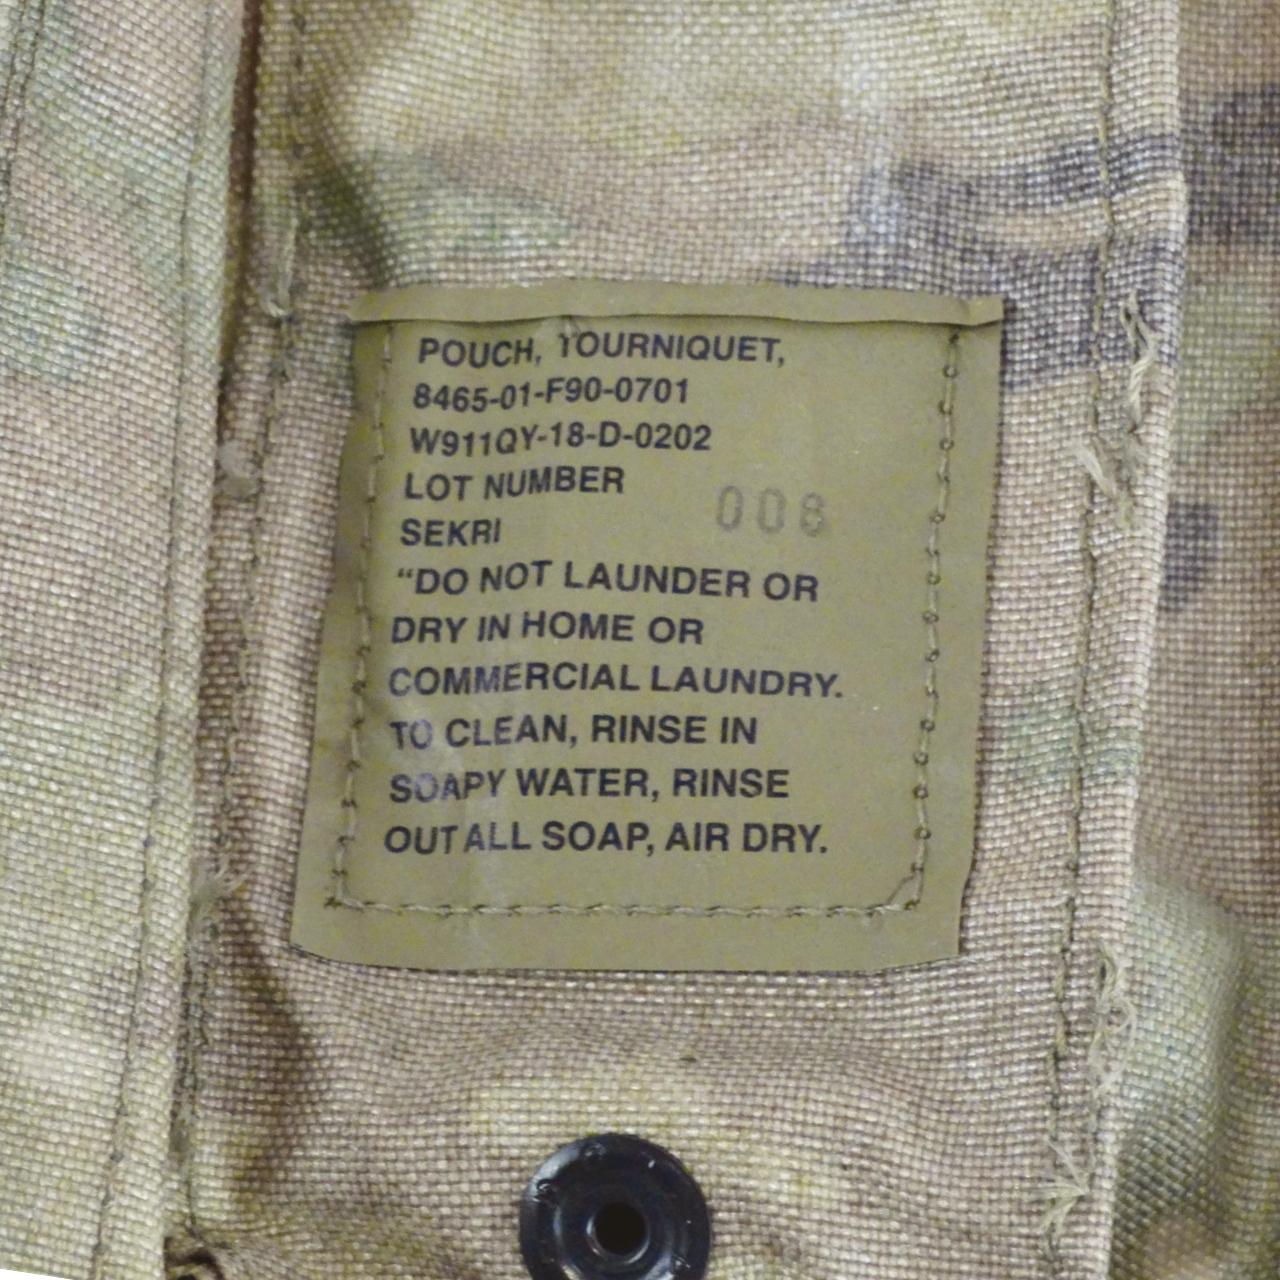 POUCH, TOURNIQUET,
8465-01-F90-0701
W911QY-18-D-0202
LOT NUMBER 008
SEKRI
“DO NOT LAUNDER OR
DRY IN HOME OR
COMMERCIAL LAUNDRY.
TO CLEAN, RINSE IN
SOAPY WATER, RINSE
OUT ALL SOAP, AIR DRY.